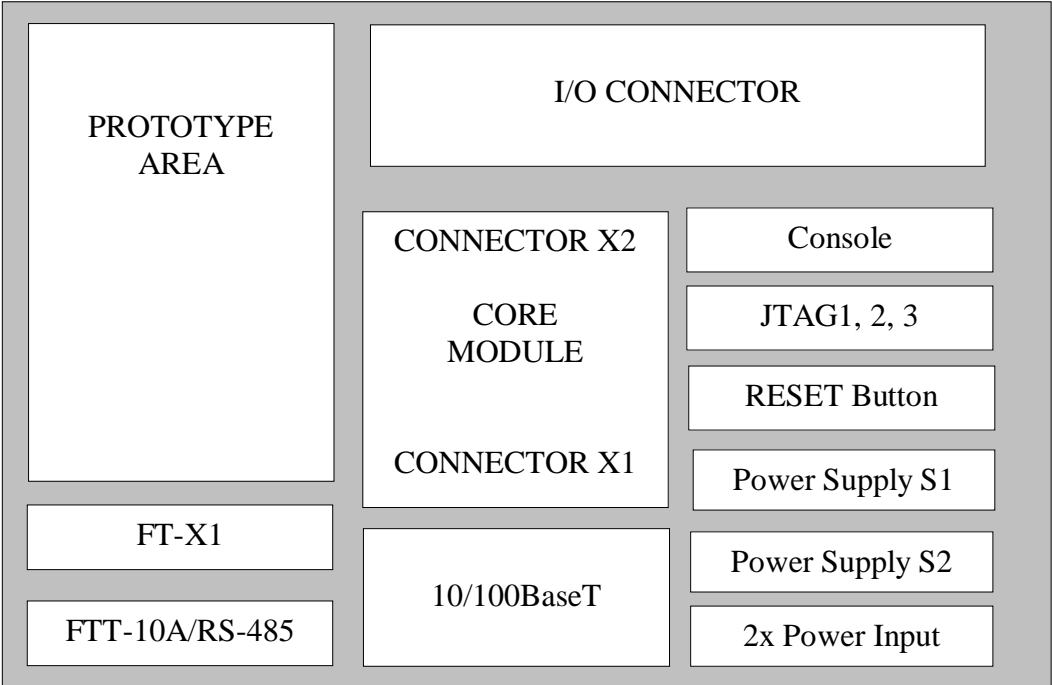 PROTOTYPE
AREA
I/O CONNECTOR
CONNECTOR X2
CORE
MODULE
CONNECTOR X1
Console
JTAG1, 2, 3
RESET Button
Power Supply S1
FT-X1
FTT-10A/RS-485
10/100BaseT
Power Supply S2
2x Power Input